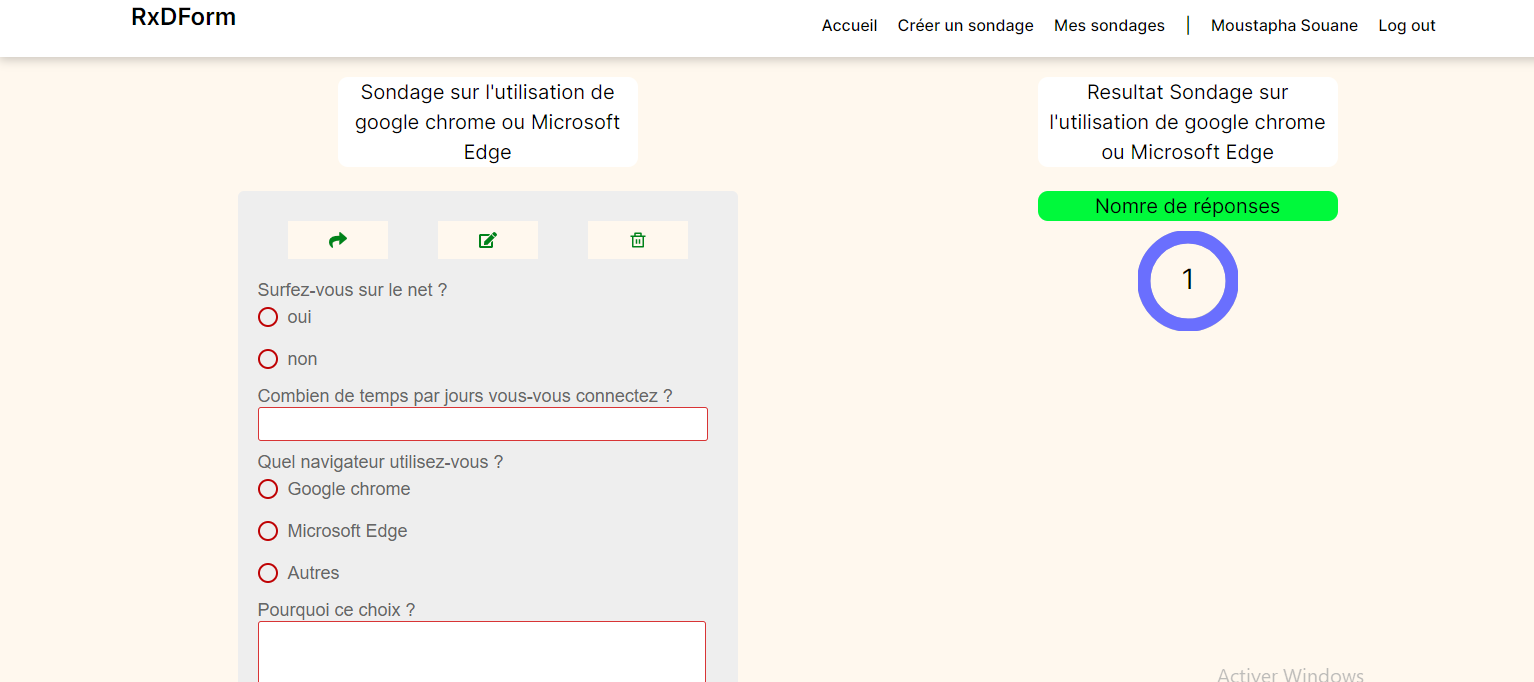 RxDForm
Accueil Créer un sondage Mes sondages | Moustapha Souane Log out
Sondage sur l'utilisation de
google chrome ou Microsoft
Edge
Surfez-vous sur le net ?
oui
non
Combien de temps par jours vous-vous connectez ?
Quel navigateur utilisez-vous ?
Google chrome
Microsoft Edge
Autres
Pourquoi ce choix ?
Resultat Sondage sur
l'utilisation de google chrome
ou Microsoft Edge
Nomre de réponses
1
Activer Windows